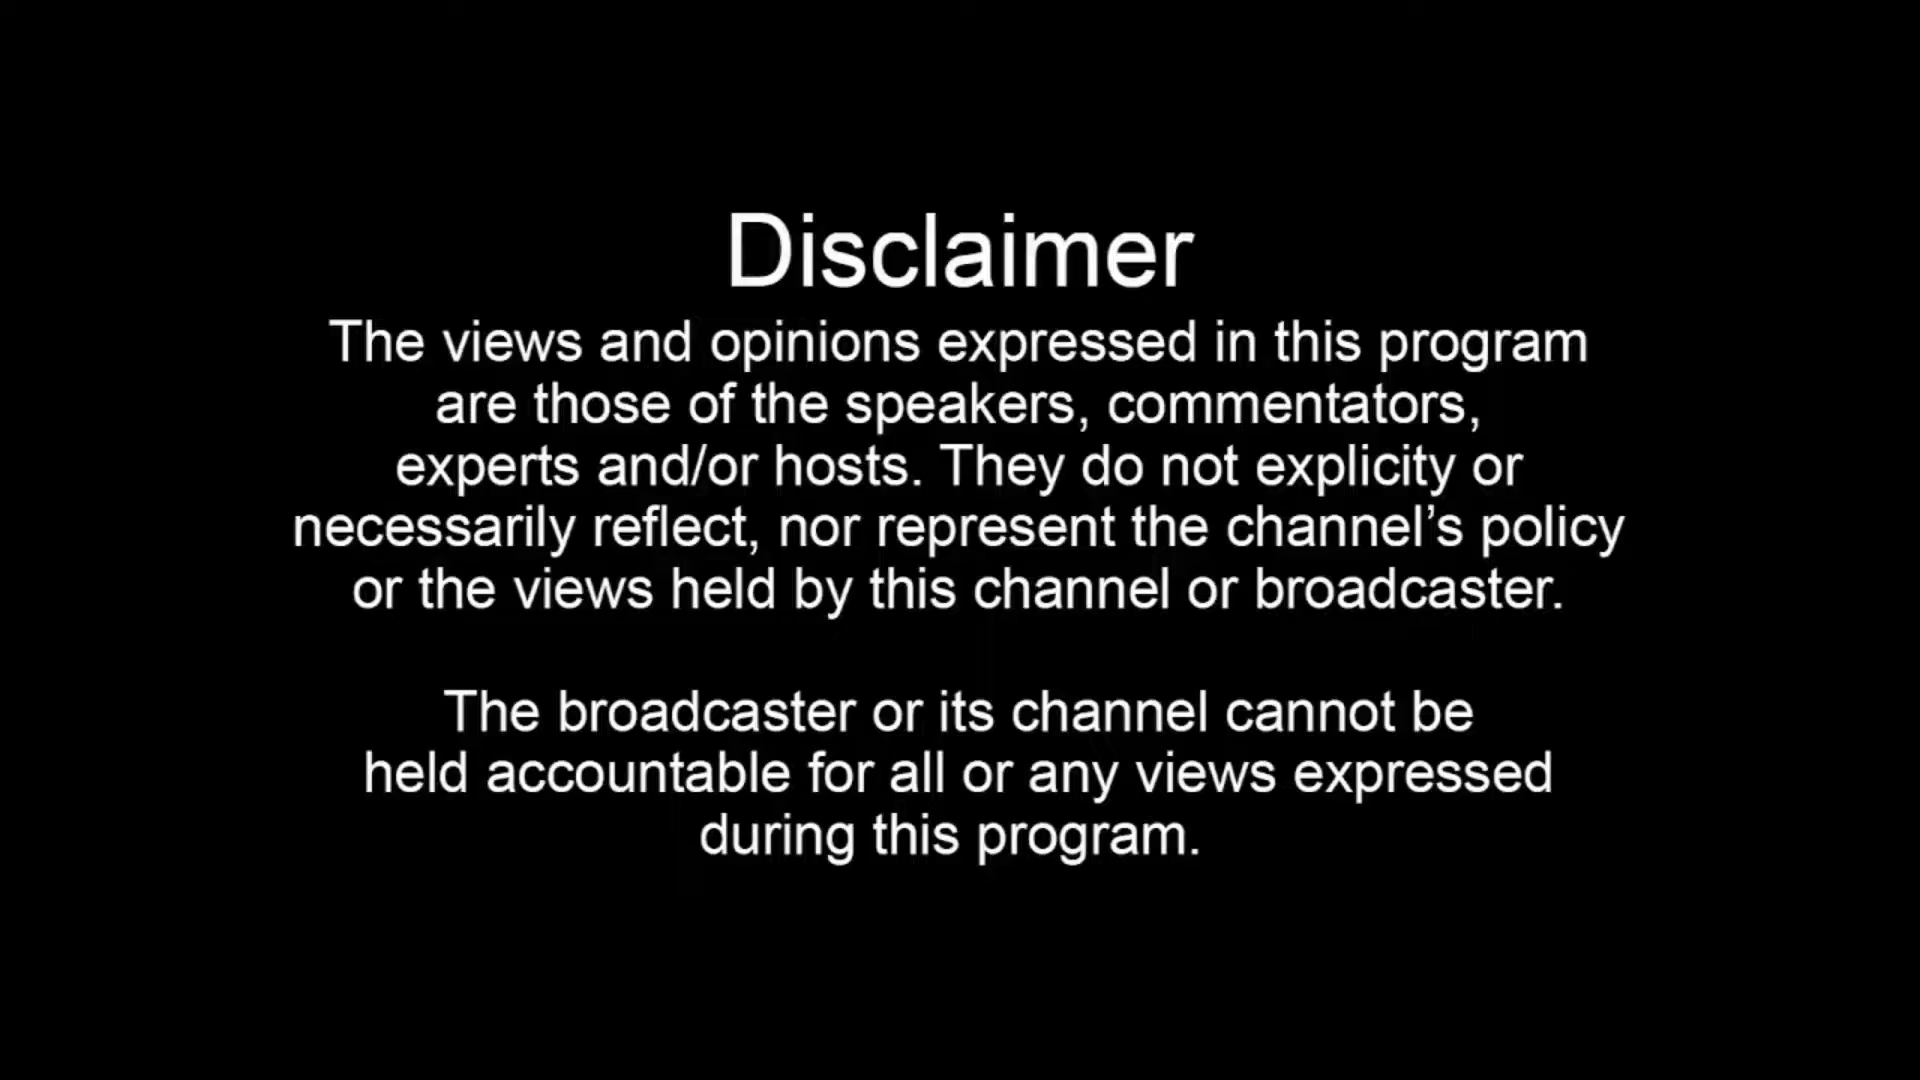 Disclaimer
The views and opinions expressed in this program
are those of the speakers, commentators,
experts and/or hosts. They do not explicity or
necessarily reflect, nor represent the channel’s policy
or the views held by this channel or broadcaster.
The broadcaster or its channel cannot be
held accountable for all or any views expressed
during this program.